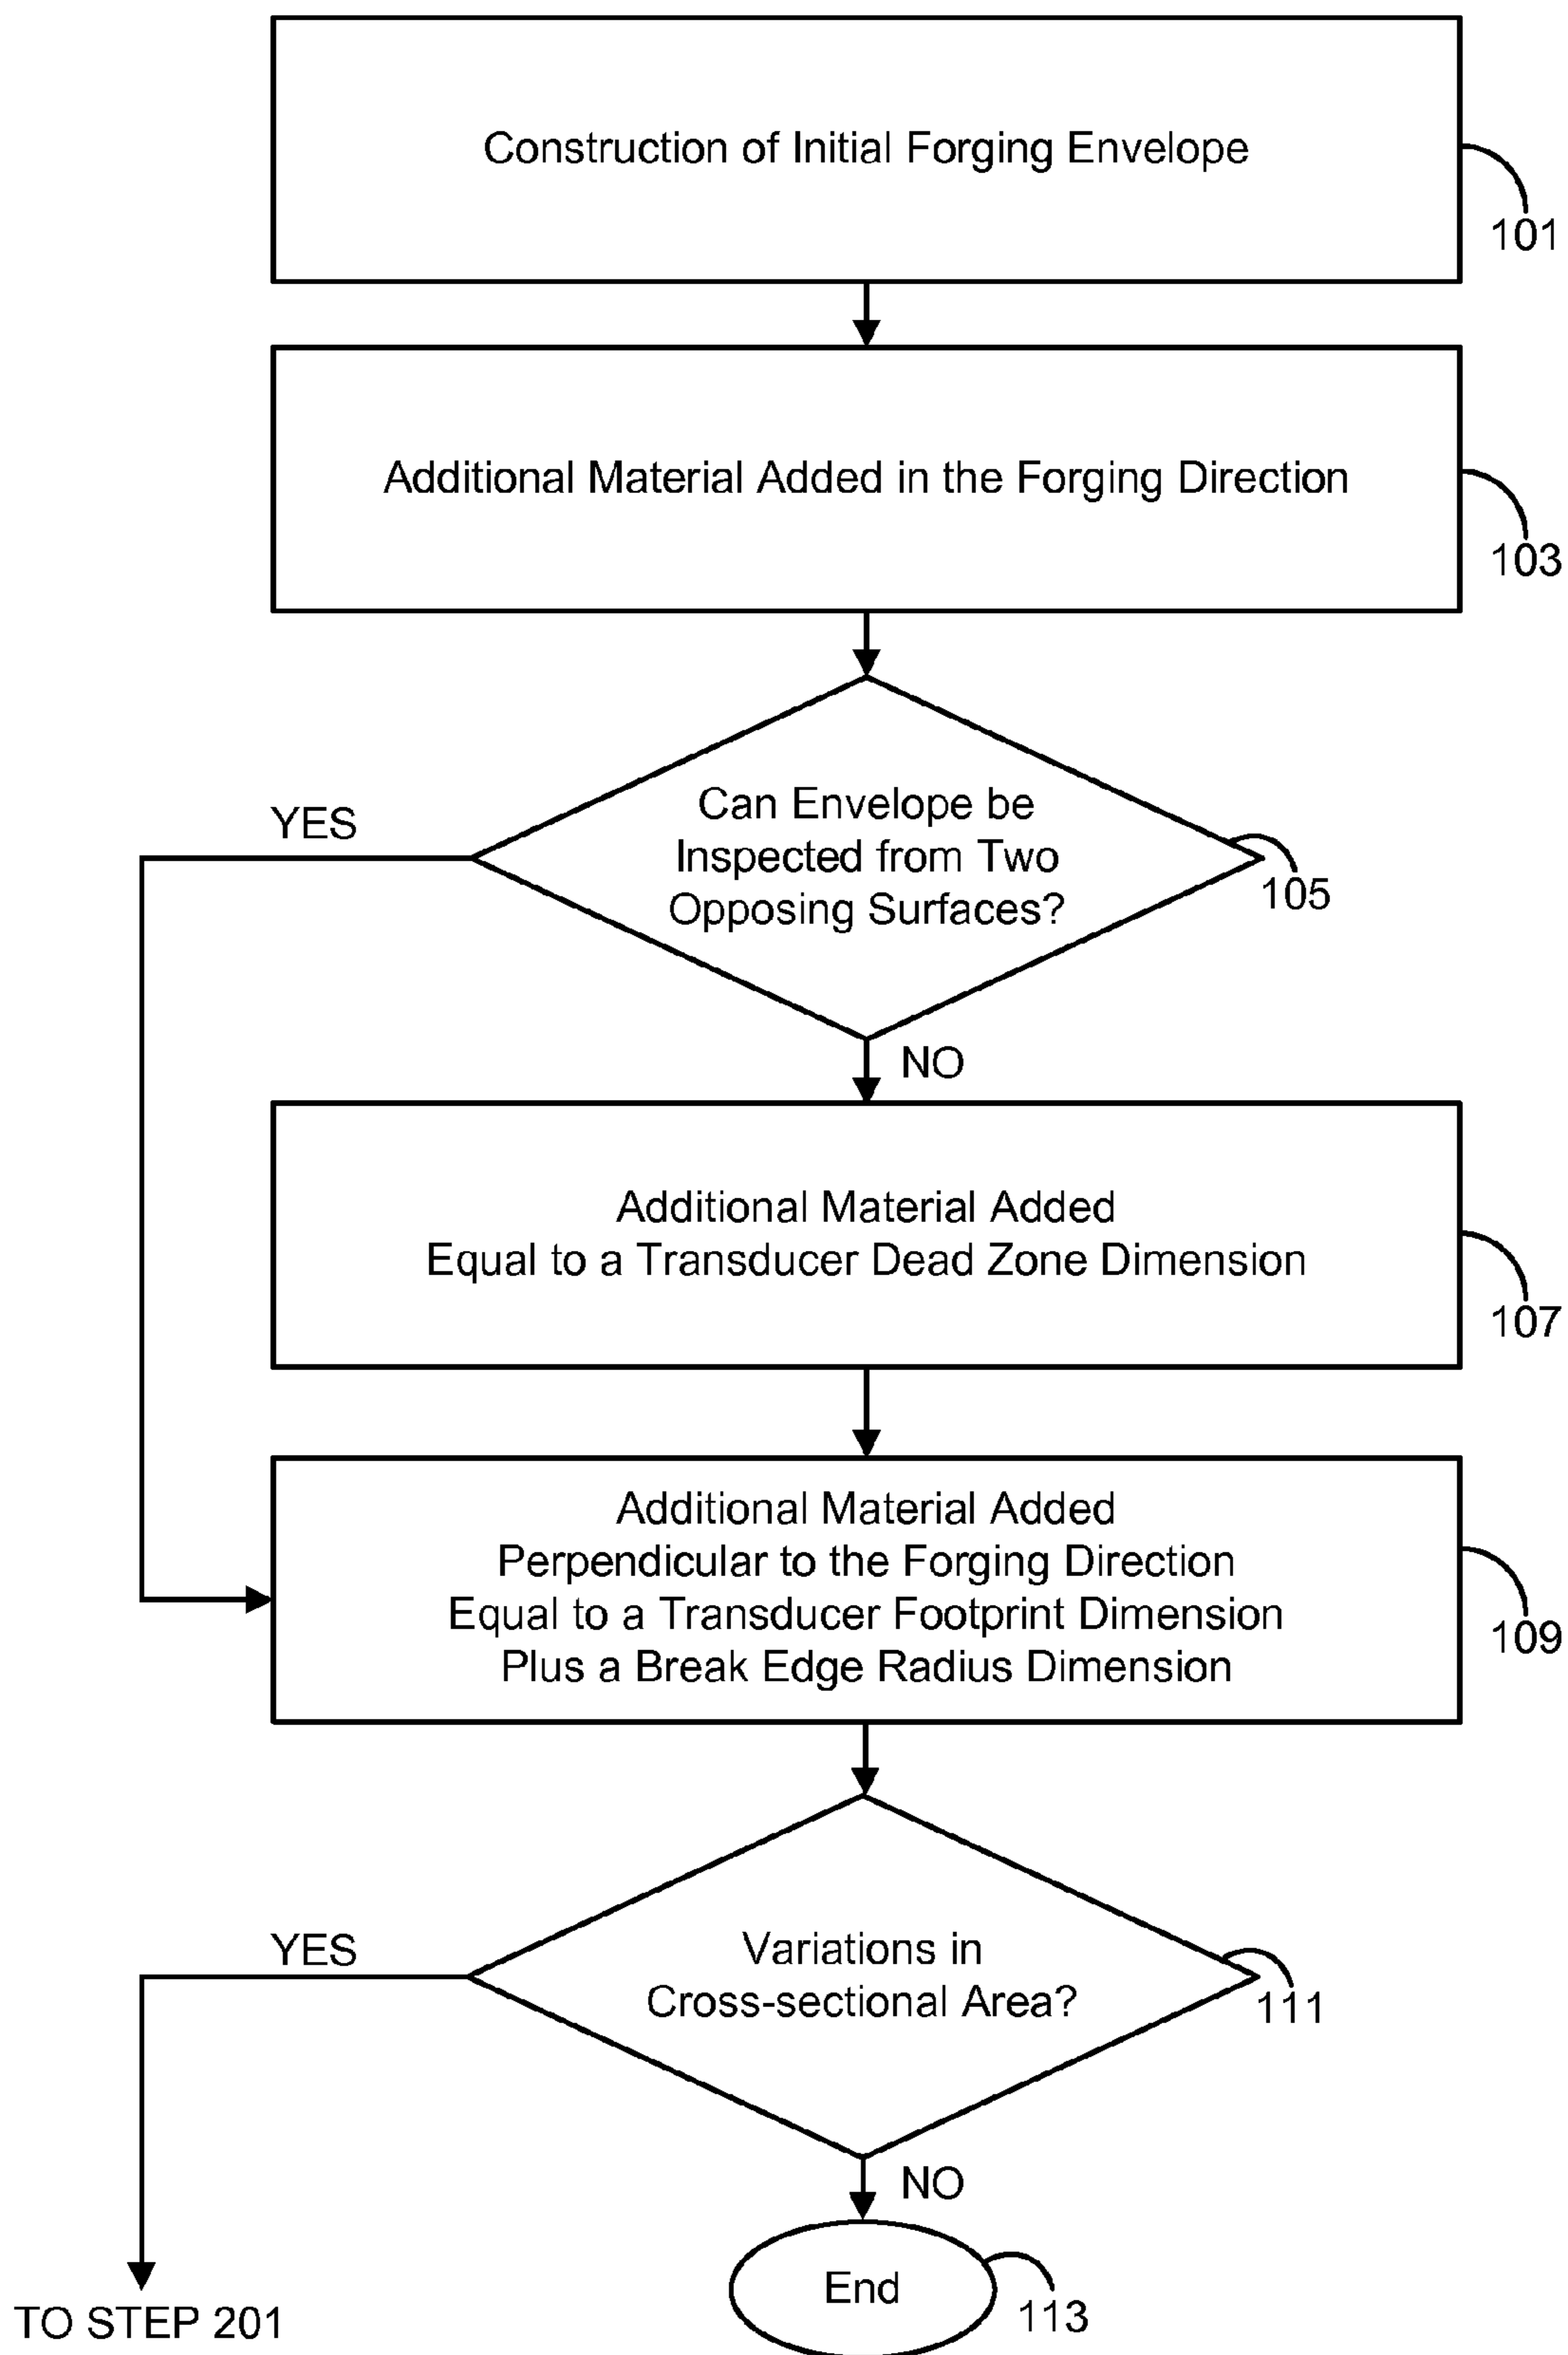 Construction of Initial Forging Envelope
101
Additional Material Added in the Forging Direction
103
Can Envelope be
Inspected from Two
Opposing Surfaces?
YES
105
NO
Additional Material Added
Equal to a Transducer Dead Zone Dimension
107
Additional Material Added
Perpendicular to the Forging Direction
Equal to a Transducer Footprint Dimension
Plus a Break Edge Radius Dimension
109
Variations in
Cross-sectional Area?
YES
111
NO
End
113
TO STEP 201